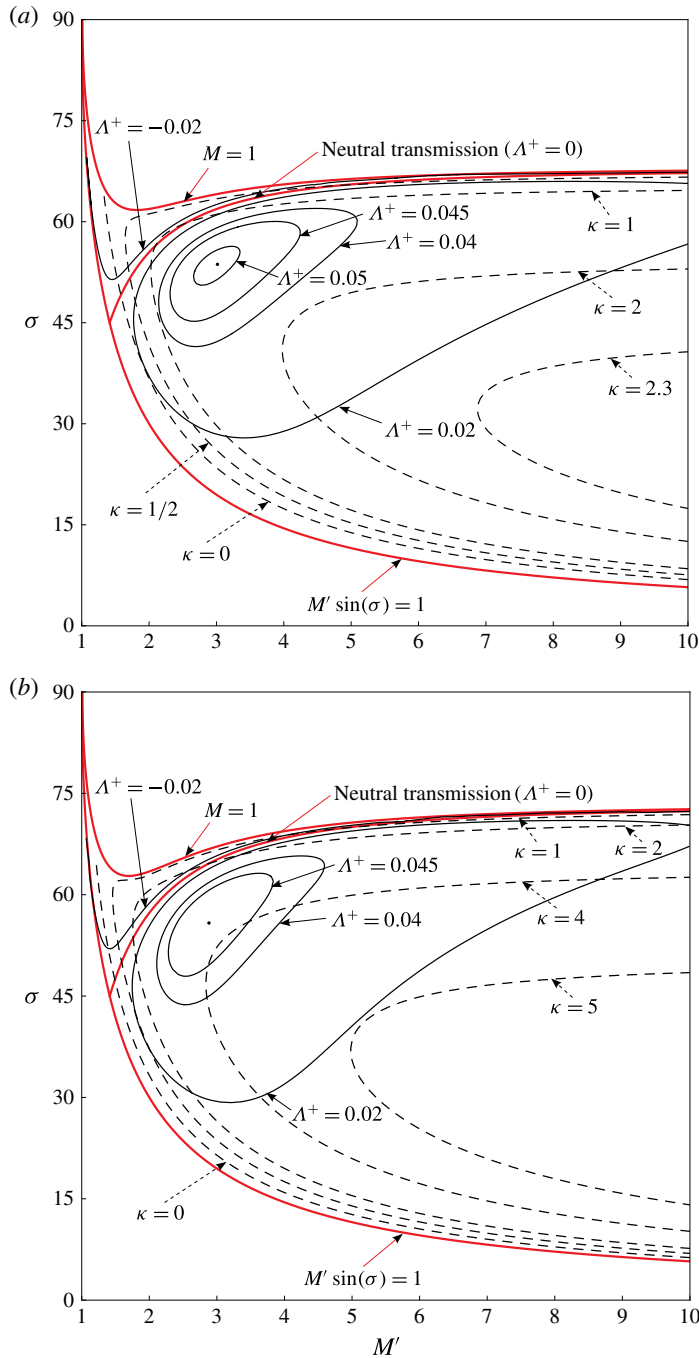 (a)
90
75
60
45
30
15
0
σ
Λ⁺ = −0.02
M = 1
Neutral transmission (Λ⁺ = 0)
Λ⁺ = 0.045
Λ⁺ = 0.04
κ = 1
Λ⁺ = 0.05
κ = 2
κ = 2.3
Λ⁺ = 0.02
κ = 1/2
κ = 0
M′ sin(σ) = 1
1 2 3 4 5 6 7 8 9 10
(b)
90
75
60
45
30
15
0
σ
Λ⁺ = −0.02
M = 1
Neutral transmission (Λ⁺ = 0)
κ = 1
κ = 2
Λ⁺ = 0.045
Λ⁺ = 0.04
κ = 4
κ = 5
Λ⁺ = 0.02
κ = 0
M′ sin(σ) = 1
1 2 3 4 5 6 7 8 9 10
M′